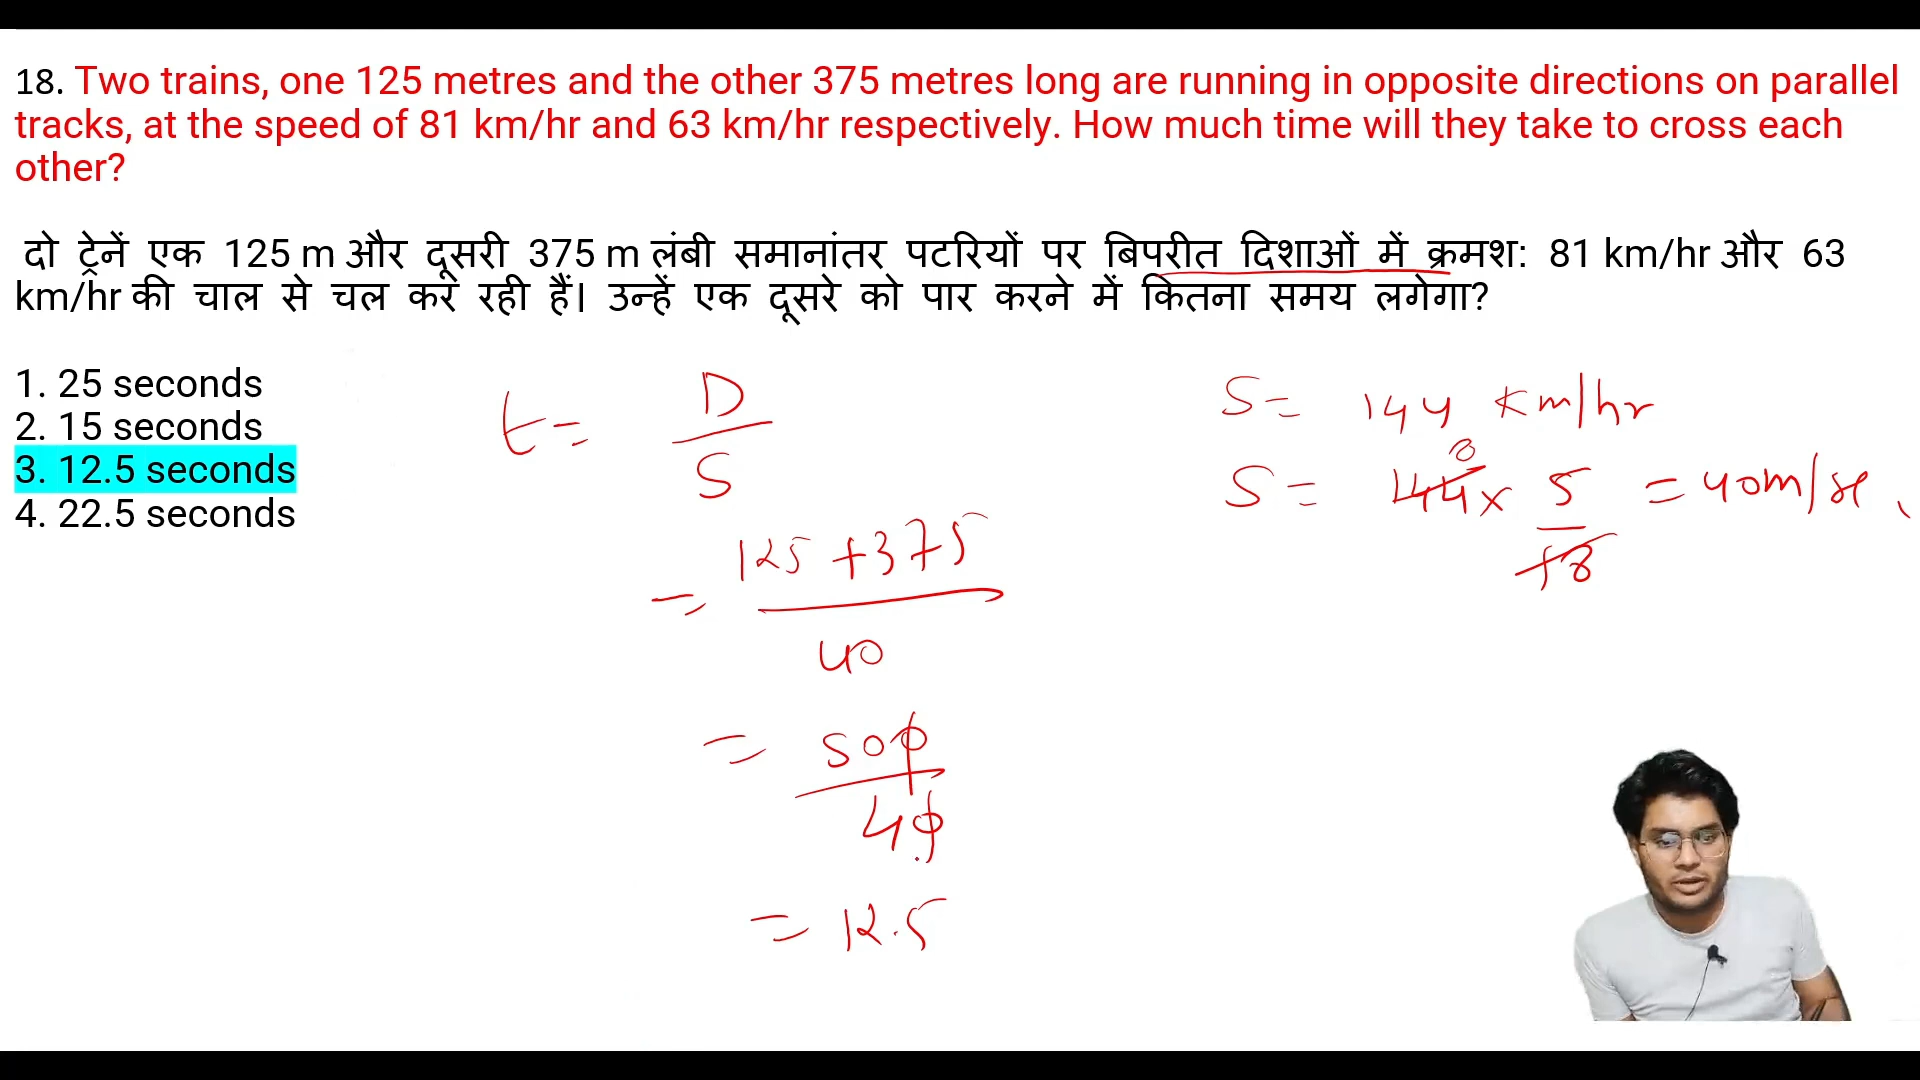 18. Two trains, one 125 metres and the other 375 metres long are running in opposite directions on parallel
tracks, at the speed of 81 km/hr and 63 km/hr respectively. How much time will they take to cross each
other?
दो ट्रेनें एक 125 m और दूसरी 375 m लंबी समानांतर पटरियों पर बिपरीत दिशाओं में क्रमश: 81 km/hr और 63
km/hr की चाल से चल कर रही हैं। उन्हें एक दूसरे को पार करने में कितना समय लगेगा?
1. 25 seconds
2. 15 seconds
3. 12.5 seconds
4. 22.5 seconds
t = D/S
= 125 + 375 / 40
= 500 / 40
= 12.5
S = 144 km/hr
8
S = 144 x 5/18 = 40m/se